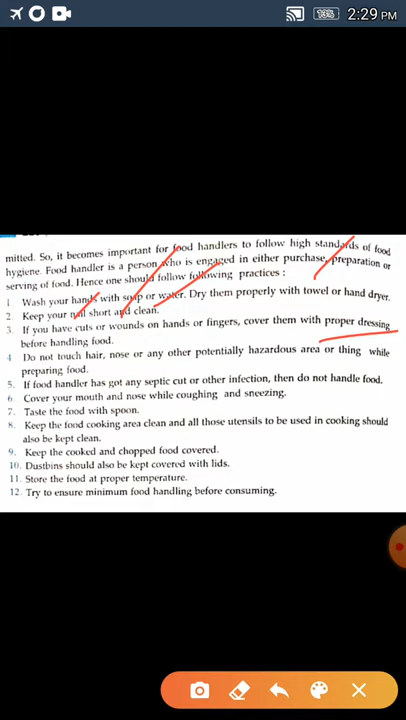 13%
2:29 PM
mitted. So, it becomes important for food handlers to follow high standards of food
hygiene. Food handler is a person who is engaged in either purchase, preparation or
serving of food. Hence one should follow following practices :
1 Wash your hands with soap or water. Dry them properly with towel or hand dryer.
2 Keep your nail short and clean.
3. If you have cuts or wounds on hands or fingers, cover them with proper dressing
before handling food.
4 Do not touch hair, nose or any other potentially hazardous area or thing while
preparing food.
5. If food handler has got any septic cut or other infection, then do not handle food.
6. Cover your mouth and nose while coughing and sneezing.
7. Taste the food with spoon.
8. Keep the food cooking area clean and all those utensils to be used in cooking should
also be kept clean.
9. Keep the cooked and chopped food covered.
10. Dustbins should also be kept covered with lids.
11. Store the food at proper temperature.
12. Try to ensure minimum food handling before consuming.